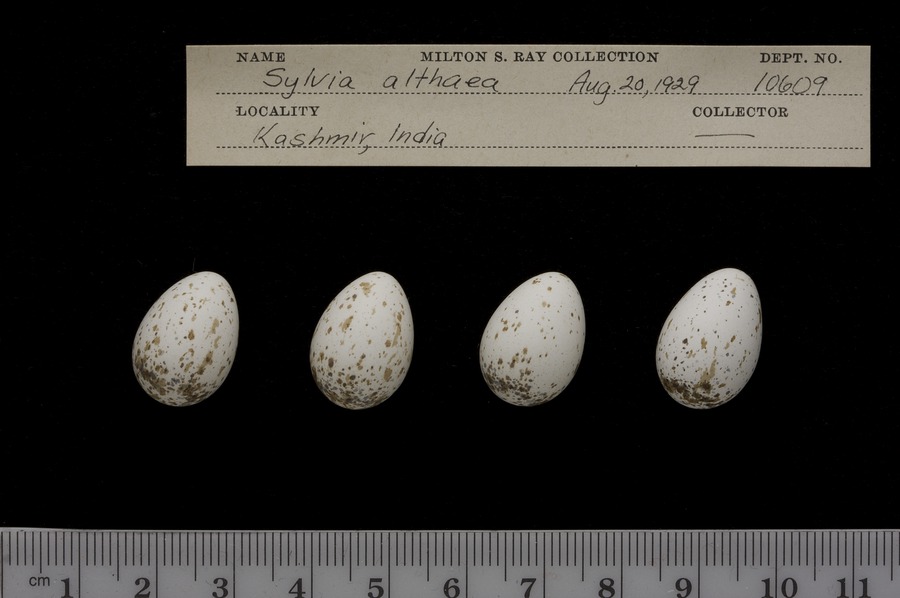 NAME MILTON S. RAY COLLECTION DEPT. NO.
Sylvia althaea Aug. 20, 1929 10609
LOCALITY COLLECTOR
Kashmir, India
cm 1 2 3 4 5 6 7 8 9 10 11